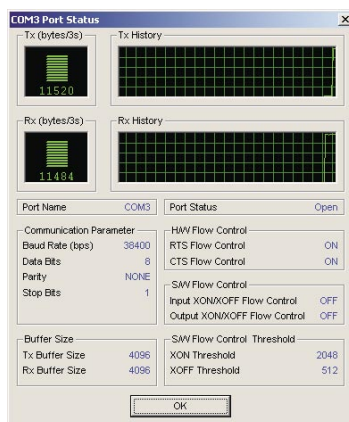 COM3 Port Status
Tx (bytes/3s)
Tx History
11520
Rx (bytes/3s)
Rx History
11484
Port Name COM3
Port Status Open
Communication Parameter
Baud Rate (bps) 38400
Data Bits 8
Parity NONE
Stop Bits 1
H/W Flow Control
RTS Flow Control ON
CTS Flow Control ON
S/W Flow Control
Input XON/XOFF Flow Control OFF
Output XON/XOFF Flow Control OFF
Buffer Size
Tx Buffer Size 4096
Rx Buffer Size 4096
S/W Flow Control Threshold
XON Threshold 2048
XOFF Threshold 512
OK